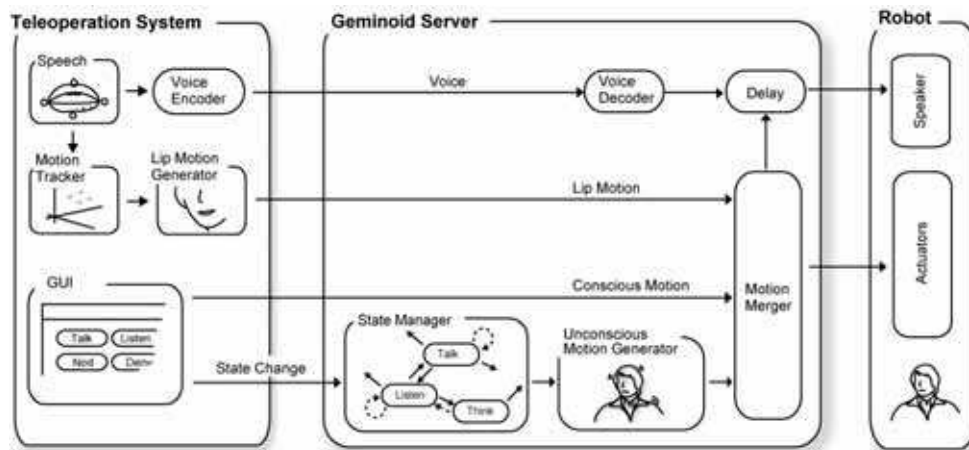 Teleoperation System
Geminoid Server
Robot
Speech
Voice
Encoder
Voice
Voice
Decoder
Delay
Speaker
Motion
Tracker
Lip Motion
Generator
Lip Motion
Motion
Merger
Actuators
GUI
Talk
Listen
Nod
Conscious Motion
State Change
State Manager
Talk
Listen
Think
Unconscious
Motion Generator